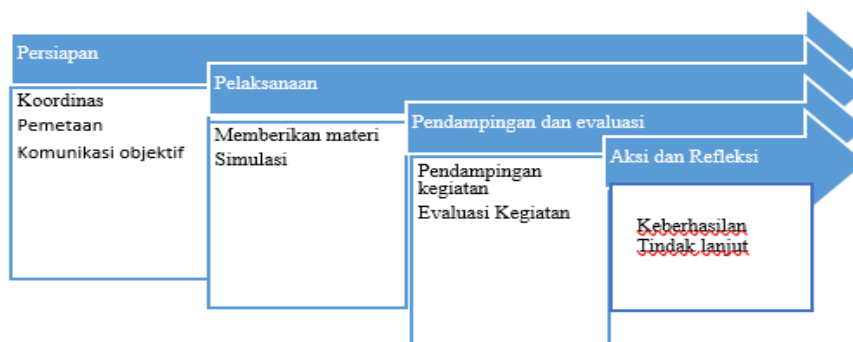 Persiapan
Koordinas
Pemetaan
Komunikasi objektif
Pelaksanaan
Memberikan materi
Simulasi
Pendampingan dan evaluasi
Pendampingan
kegiatan
Evaluasi Kegiatan
Aksi dan Refleksi
Keberhasilan
Tindak lanjut